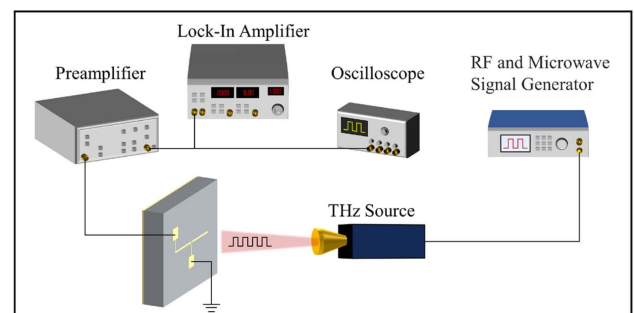 Lock-In Amplifier
Preamplifier
Oscilloscope
RF and Microwave
Signal Generator
THz Source